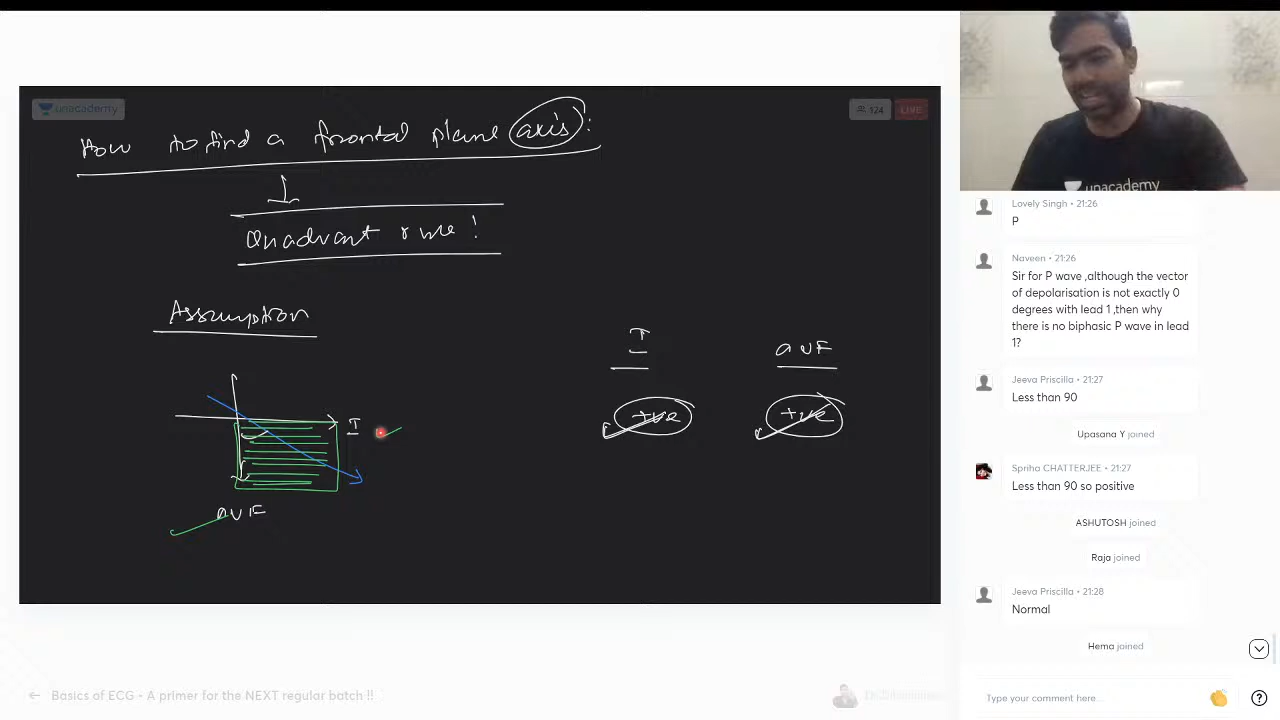 unacademy
124
LIVE
How to find a frontal plane axis:
Quadrant rule!
Assumption
I
aVF
+ve
+ve
I
aVF
unacademy
Lovely Singh • 21:26
P
Naveen • 21:26
Sir for P wave ,although the vector
of depolarisation is not exactly 0
degrees with lead 1 ,then why
there is no biphasic P wave in lead
1?
Jeeva Priscilla • 21:27
Less than 90
Upasana Y joined
Spriha CHATTERJEE • 21:27
Less than 90 so positive
ASHUTOSH joined
Raja joined
Jeeva Priscilla • 21:28
Normal
Hema joined
Basics of ECG - A primer for the NEXT regular batch !!
Type your comment here...